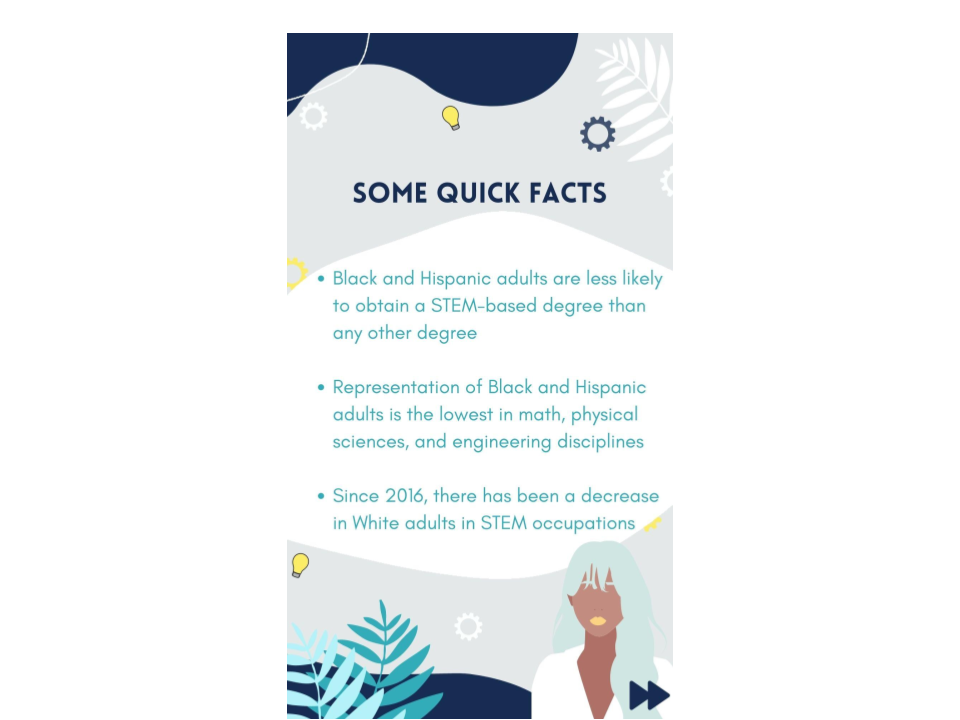 SOME QUICK FACTS
• Black and Hispanic adults are less likely
to obtain a STEM-based degree than
any other degree
• Representation of Black and Hispanic
adults is the lowest in math, physical
sciences, and engineering disciplines
• Since 2016, there has been a decrease
in White adults in STEM occupations